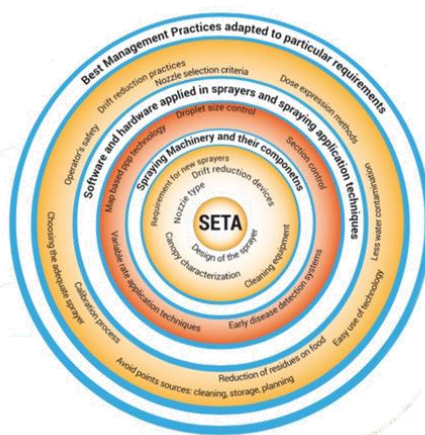 Best Management Practices adapted to particular requirements
Drift reduction practices
Nozzle selection criteria
Dose expression methods
Operator's safety
Less water contamination
Choosing the adequate sprayer
Easy use of technology
Calibration process
Reduction of residues on food
Avoid points sources: cleaning, storage, planning
Software and hardware applied in sprayers and spraying application techniques
Droplet size control
Map based ppp technology
Section control
Variable rate application techniques
Early disease detection systems
Spraying Machinery and their componetns
Requirement for new sprayers
Drift reduction devices
Nozzle type
Canopy characterization
Design of the sprayer
Cleaning equipment
SETA